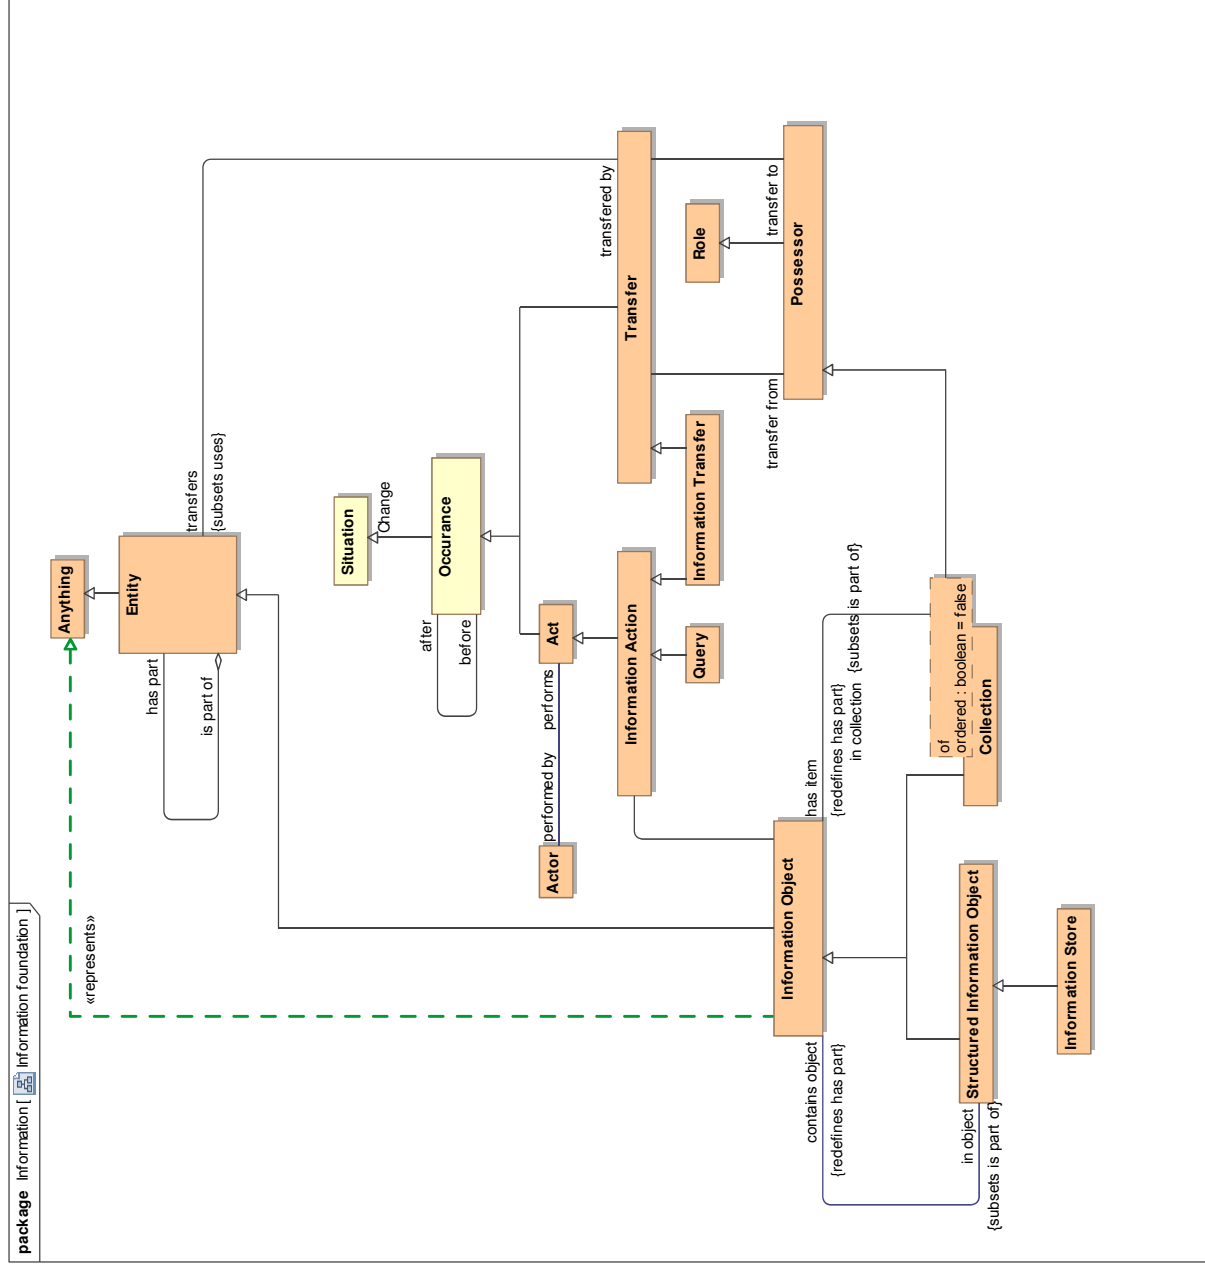 package Information [ Information foundation ]
«represents»
Anything
Entity
has part
is part of
transfers
{subsets uses}
Situation
Change
Occurance
after
before
Actor
performed by
performs
Act
Information Action
Query
Information Transfer
Transfer
transfered by
Role
transfer from
transfer to
Possessor
Information Object
has item
{redefines has part}
in collection
{subsets is part of}
contains object
{redefines has part}
of
ordered : boolean = false
Collection
Structured Information Object
in object
{subsets is part of}
Information Store